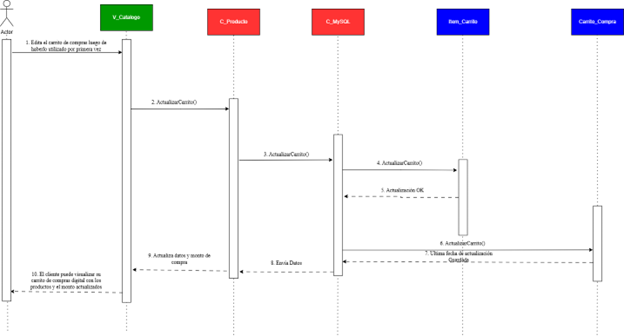 V_Catalogo
C_Producto
C_MySQL
Item_Carrito
Carrito_Compra
Actor
1. Edita el carrito de compras luego de
haberlo utilizado por primera vez
2. ActualizarCarrito()
3. ActualizarCarrito()
4. ActualizarCarrito()
5. Actualización OK
6. ActualizarCarrito()
7. Ultima fecha de actualización
Guardada
8. Envia Datos
9. Actualiza datos y monto de
compra
10. El cliente puede visualizar su
carrito de compras digital con los
productos y el monto actualizados